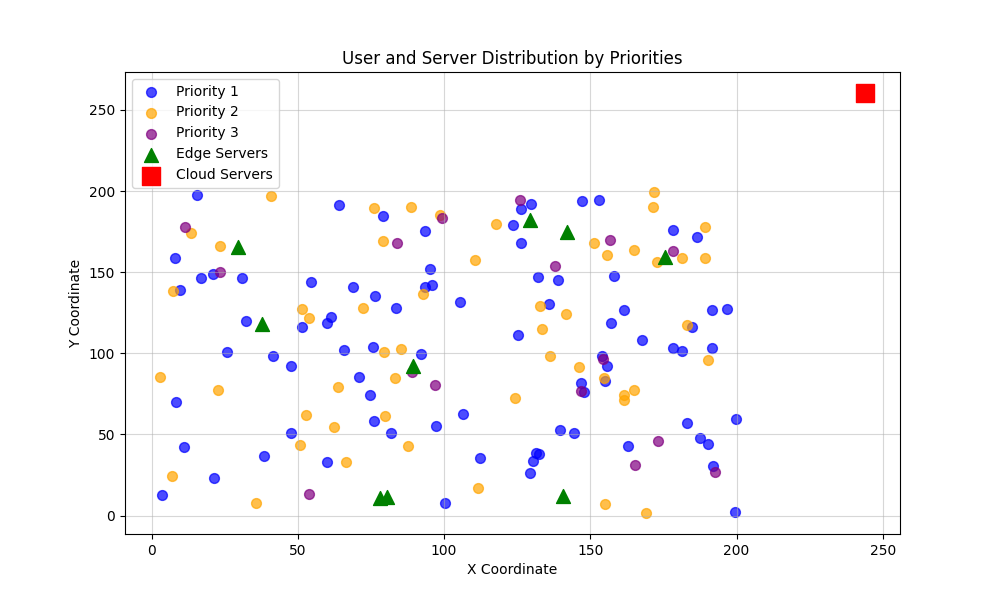 User and Server Distribution by Priorities
Priority 1
Priority 2
Priority 3
Edge Servers
Cloud Servers
250
200
150
100
50
0
Y Coordinate
0 50 100 150 200 250
X Coordinate